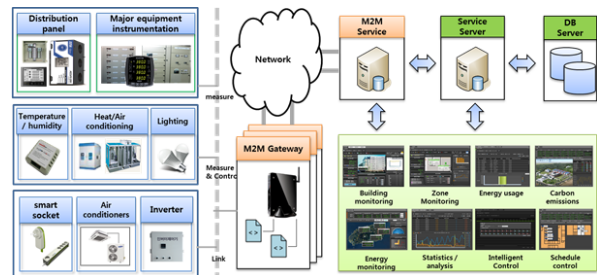 Distribution
panel
Major equipment
instrumentation
measure
Temperature
/ humidity
Heat/Air
conditioning
Lighting
Measure
& Contro
smart
socket
Air
conditioners
Inverter
Link
Network
M2M Gateway
M2M
Service
Service
Server
DB
Server
Building
monitoring
Zone
Monitoring
Energy usage
Carbon
emissions
Energy
monitoring
Statistics /
analysis
Intelligent
Control
Schedule
control